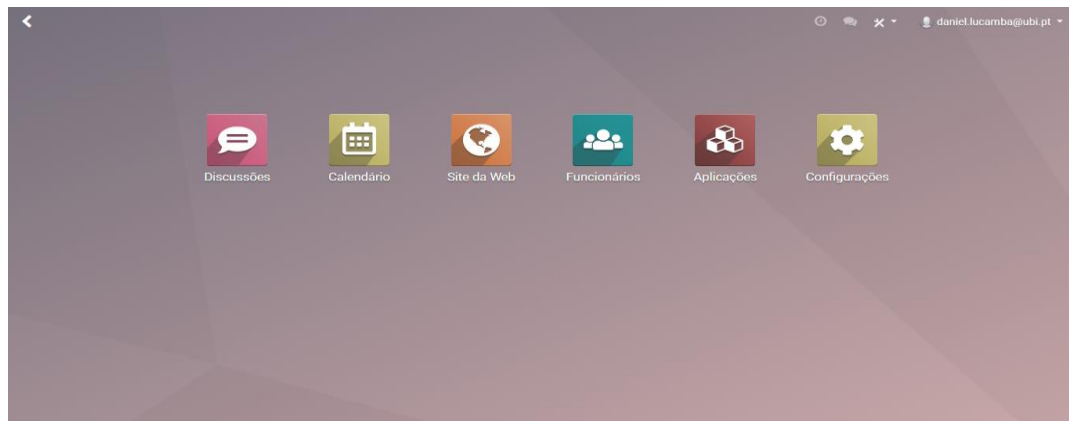 daniel.lucamba@ubi.pt
Discussões Calendário Site da Web Funcionários Aplicações Configurações